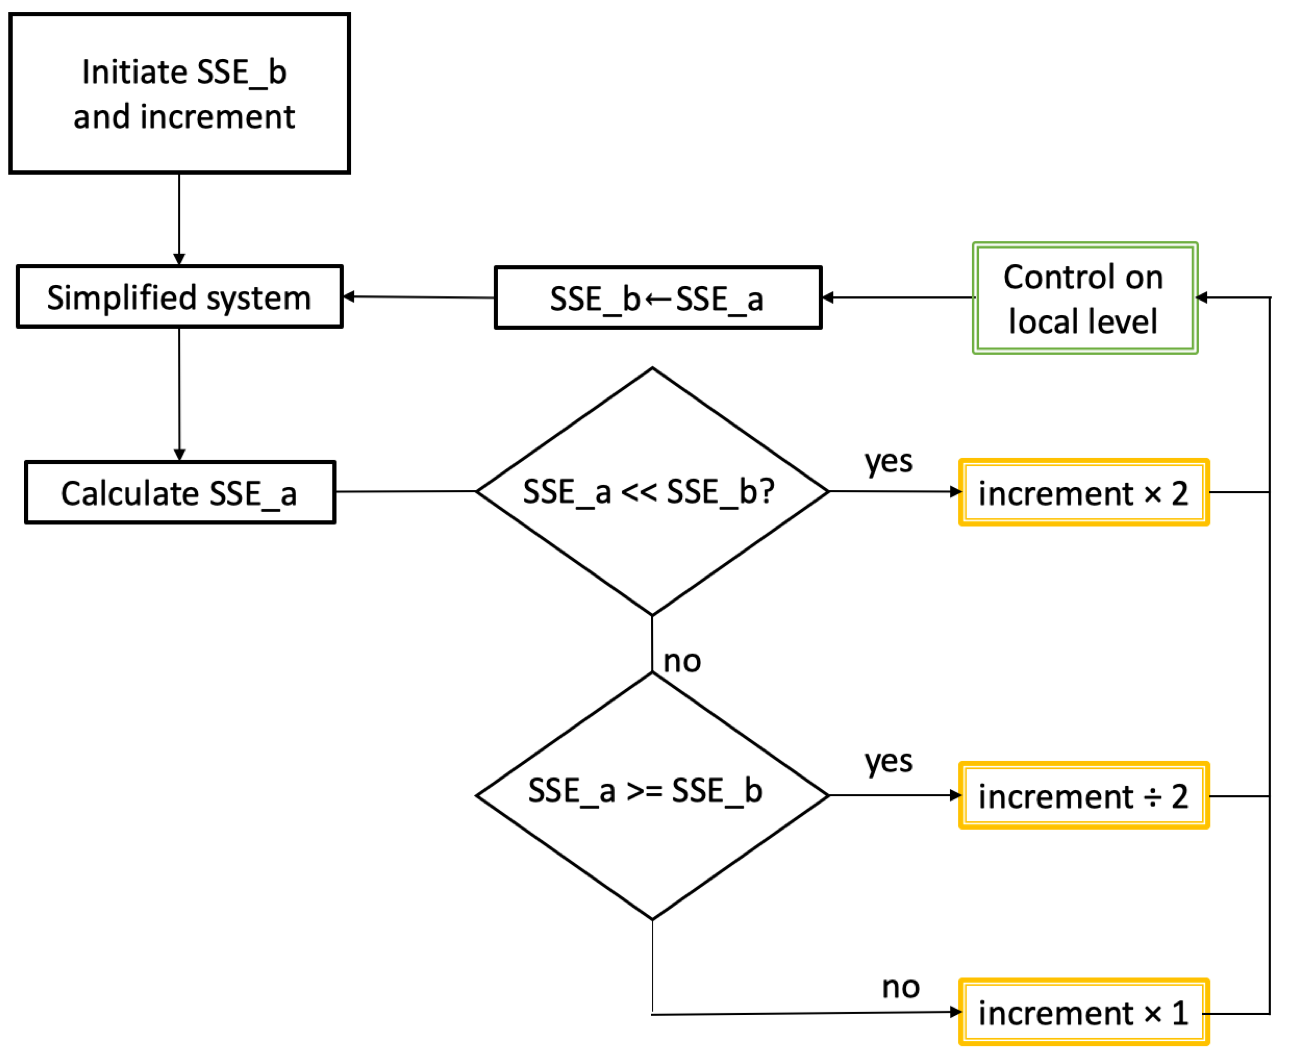 Initiate SSE_b
and increment
Simplified system
SSE_b←SSE_a
Control on
local level
Calculate SSE_a
SSE_a << SSE_b?
yes
increment × 2
no
SSE_a >= SSE_b
yes
increment ÷ 2
no
increment × 1